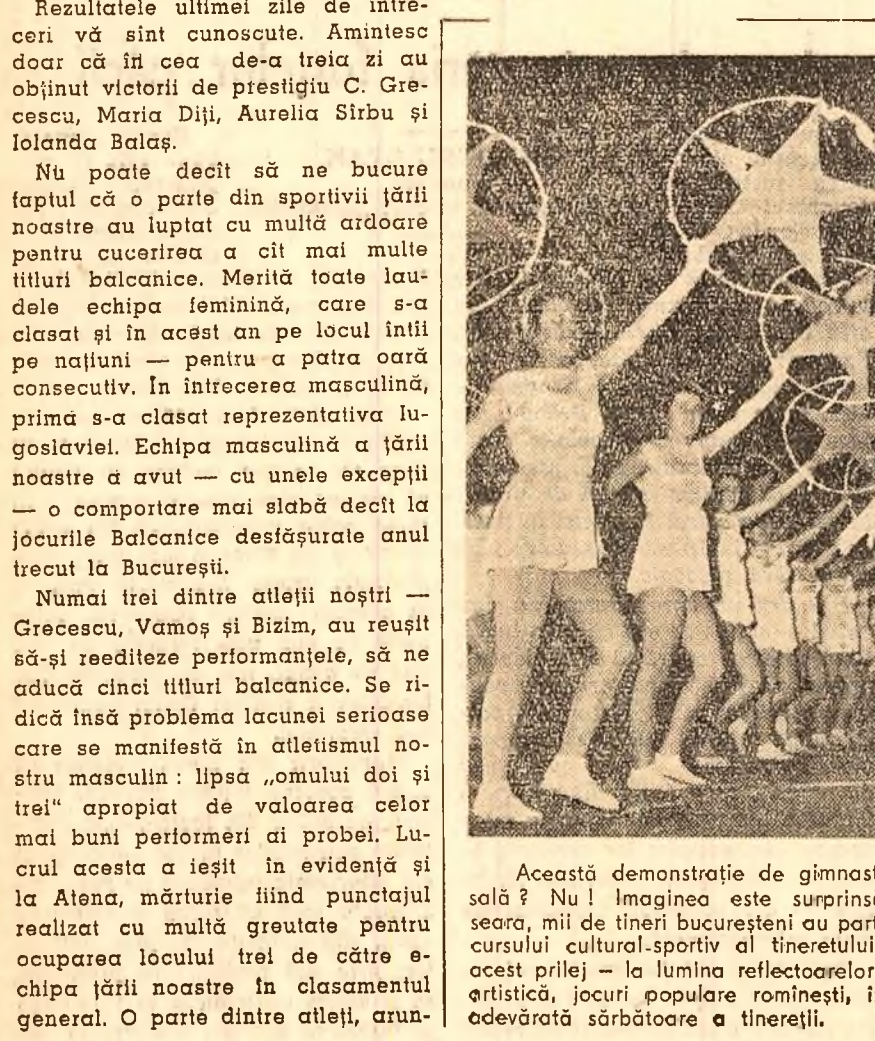 Rezultatele ultimei zile de între-
ceri vă sînt cunoscute. Amintesc
doar că în cea de-a treia zi au
obținut victorii de prestigiu C. Gre-
cescu, Maria Diți, Aurelia Sîrbu și
Iolanda Balaș.
Nu poate decît să ne bucure
faptul că o parte din sportivii țării
noastre au luptat cu multă ardoare
pentru cucerirea a cît mai multe
titluri balcanice. Merită toate lau-
dele echipa feminină, care s-a
clasat și în acest an pe locul întîi
pe națiuni — pentru a patra oară
consecutiv. In întrecerea masculină,
prima s-a clasat reprezentativa Iu-
goslaviei. Echipa masculină a țării
noastre a avut — cu unele excepții
— o comportare mai slabă decît la
jocurile Balcanice desfășurate anul
trecut la București.
Numai trei dintre atleții noștri —
Grecescu, Vamoș și Bizim, au reușit
să-și reediteze performanțele, să ne
aducă cinci titluri balcanice. Se ri-
dică însă problema lacunei serioase
care se manifestă în atletismul no-
stru masculin : lipsa „omului doi și
trei“ apropiat de valoarea celor
mai buni performeri ai probei. Lu-
crul acesta a ieșit în evidență și
la Atena, mărturie fiind punctajul
realizat cu multă greutate pentru
ocuparea locului trei de către e-
chipa țării noastre în clasamentul
general. O parte dintre atleți, arun-
Această demonstrație de gimnast
sală ? Nu ! Imaginea este surprins
seara, mii de tineri bucureșteni au part
cursului cultural-sportiv al tineretului
acest prilej — la lumina reflectoarelor
artistică, jocuri populare romînești, î
adevărată sărbătoare a tinereții.